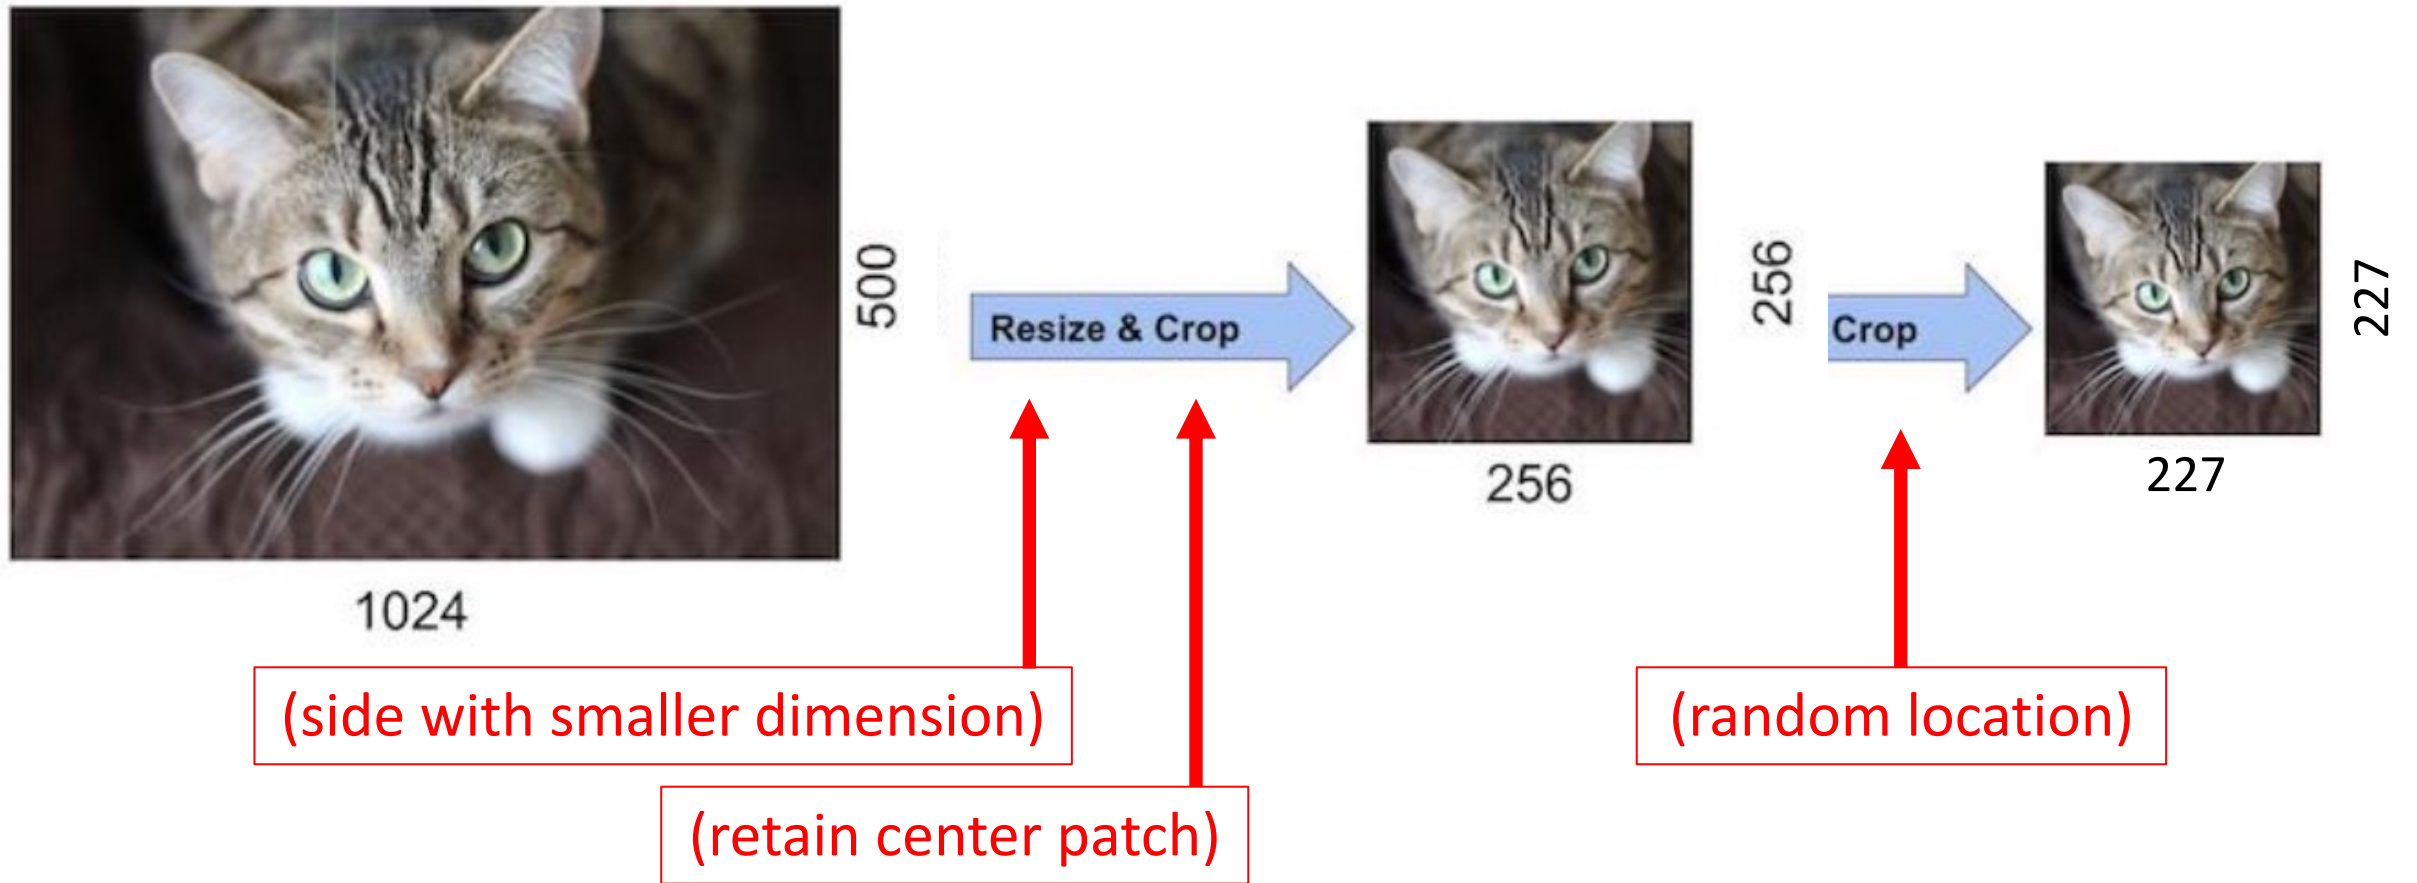 500
1024
Resize & Crop
256
256
Crop
227
227
(side with smaller dimension)
(retain center patch)
(random location)